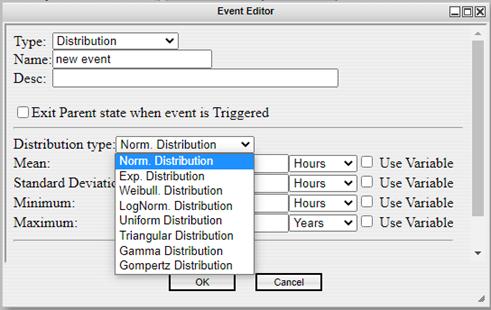 Event Editor
Type: Distribution
Name: new event
Desc:
Exit Parent state when event is Triggered
Distribution type: Norm. Distribution
Norm. Distribution
Exp. Distribution
Weibull. Distribution
LogNorm. Distribution
Uniform Distribution
Triangular Distribution
Gamma Distribution
Gompertz Distribution
Mean: Hours Use Variable
Standard Deviatio Hours Use Variable
Minimum: Hours Use Variable
Maximum: Years Use Variable
OK Cancel